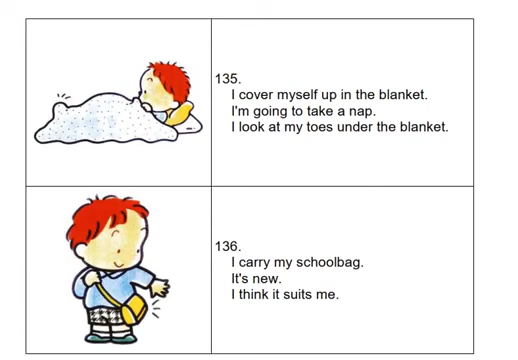 135.
I cover myself up in the blanket.
I'm going to take a nap.
I look at my toes under the blanket.
136.
I carry my schoolbag.
It's new.
I think it suits me.